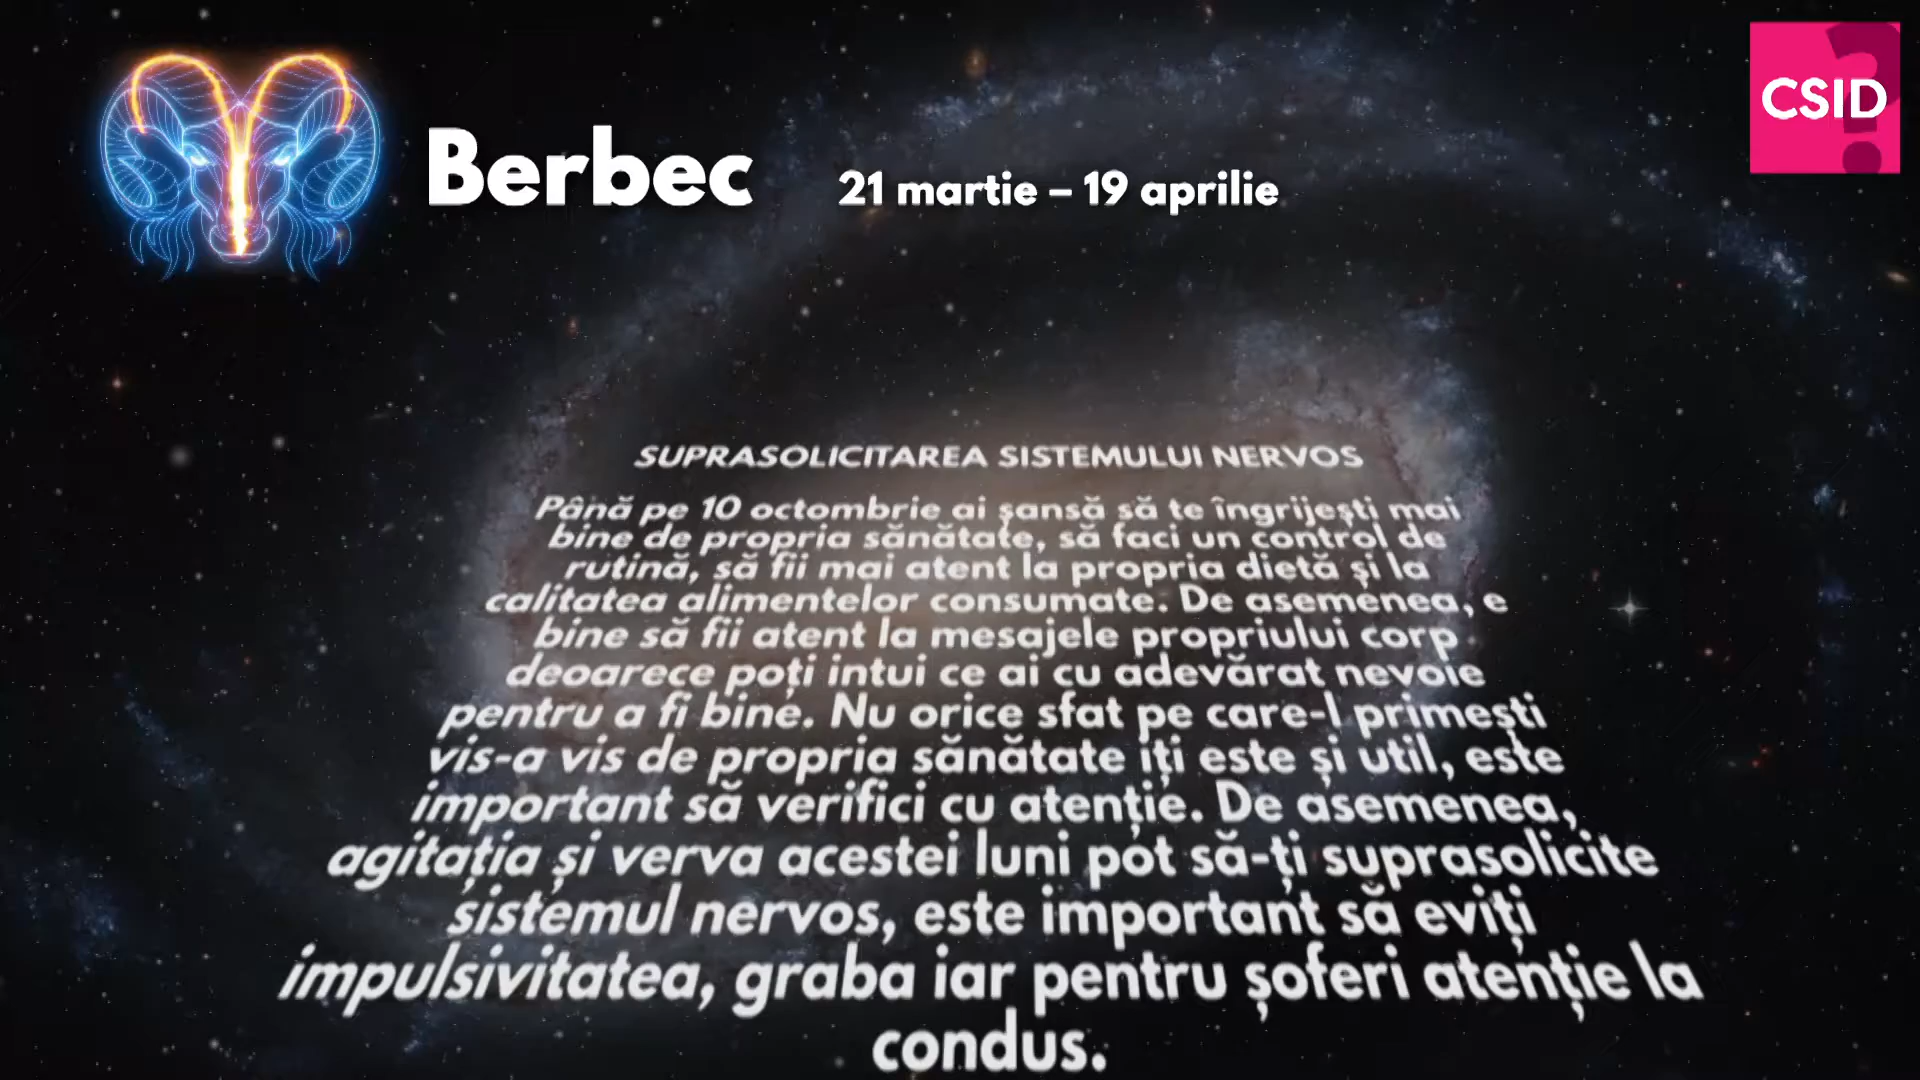 Berbec
21 martie – 19 aprilie
CSID
SUPRASOLICITAREA SISTEMULUI NERVOS
Până pe 10 octombrie ai șansă să te îngrijești mai
bine de propria sănătate, să faci un control de
rutină, să fii mai atent la propria dietă și la
calitatea alimentelor consumate. De asemenea, e
bine să fii atent la mesajele propriului corp
deoarece poți intui ce ai cu adevărat nevoie
pentru a fi bine. Nu orice sfat pe care-l primești
vis-a vis de propria sănătate iți este și util, este
important să verifici cu atenție. De asemenea,
agitația și verva acestei luni pot să-ți suprasolicite
sistemul nervos, este important să eviți
impulsivitatea, graba iar pentru șoferi atenție la
condus.